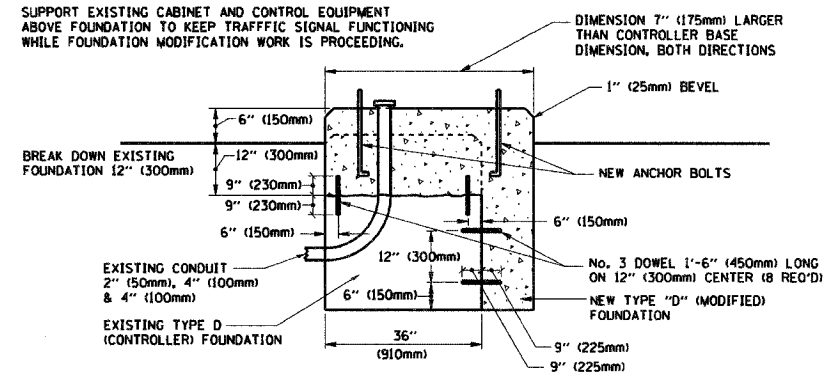 SUPPORT EXISTING CABINET AND CONTROL EQUIPMENT
ABOVE FOUNDATION TO KEEP TRAFFFIC SIGNAL FUNCTIONING
WHILE FOUNDATION MODIFICATION WORK IS PROCEEDING.
DIMENSION 7" (175mm) LARGER
THAN CONTROLLER BASE
DIMENSION, BOTH DIRECTIONS
1" (25mm) BEVEL
6" (150mm)
BREAK DOWN EXISTING
FOUNDATION 12" (300mm)
12" (300mm)
NEW ANCHOR BOLTS
9" (230mm)
9" (230mm)
6" (150mm)
6" (150mm)
12" (300mm)
6" (150mm)
No. 3 DOWEL 1'-6" (450mm) LONG
ON 12" (300mm) CENTER (8 REQ'D)
EXISTING CONDUIT
2" (50mm), 4" (100mm)
& 4" (100mm)
NEW TYPE "D" (MODIFIED)
FOUNDATION
EXISTING TYPE D
(CONTROLLER) FOUNDATION
36"
(910mm)
9" (225mm)
9" (225mm)